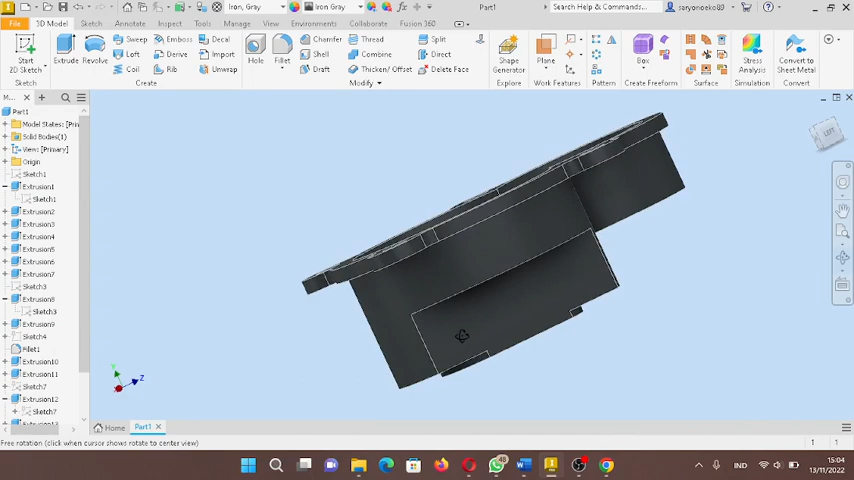 Iron, Gray
Iron Gray
Part1
Search Help & Commands...
saryonoeko89
File
3D Model
Sketch
Annotate
Inspect
Tools
Manage
View
Environments
Collaborate
Fusion 360
Start
2D Sketch
Extrude
Revolve
Sweep
Loft
Coil
Emboss
Derive
Rib
Decal
Import
Unwrap
Hole
Fillet
Chamfer
Shell
Draft
Thread
Combine
Thicken/ Offset
Split
Direct
Delete Face
Shape
Generator
Plane
Box
Stress
Analysis
Convert to
Sheet Metal
Sketch
Create
Modify
Explore
Work Features
Pattern
Create Freeform
Surface
Simulation
Convert
M...
Part1
Model States: [Prin
Solid Bodies(1)
View: [Primary]
Origin
Sketch1
Extrusion1
Sketch1
Extrusion2
Extrusion3
Extrusion4
Extrusion5
Extrusion6
Extrusion7
Sketch3
Extrusion8
Sketch3
Extrusion9
Sketch4
Fillet1
Extrusion10
Extrusion11
Sketch7
Extrusion12
Sketch7
LEFT
Y
Z
Home
Part1
Free rotation (click when cursor shows rotate to center view)
1
1
48
IND
15:04
13/11/2022